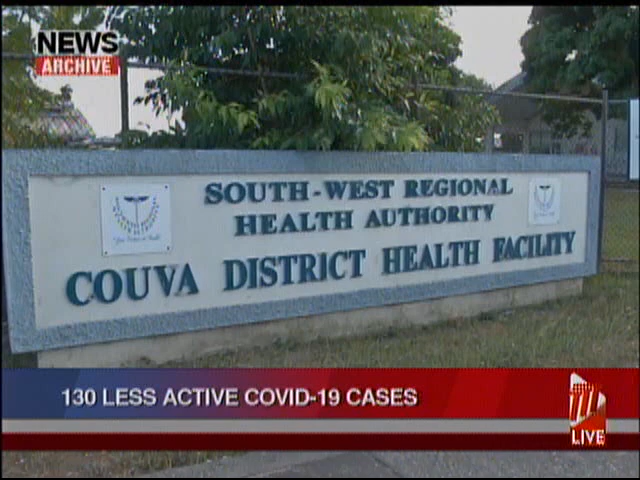 NEWS
ARCHIVE
SOUTH-WEST REGIONAL
HEALTH AUTHORITY
COUVA DISTRICT HEALTH FACILITY
130 LESS ACTIVE COVID-19 CASES
LIVE